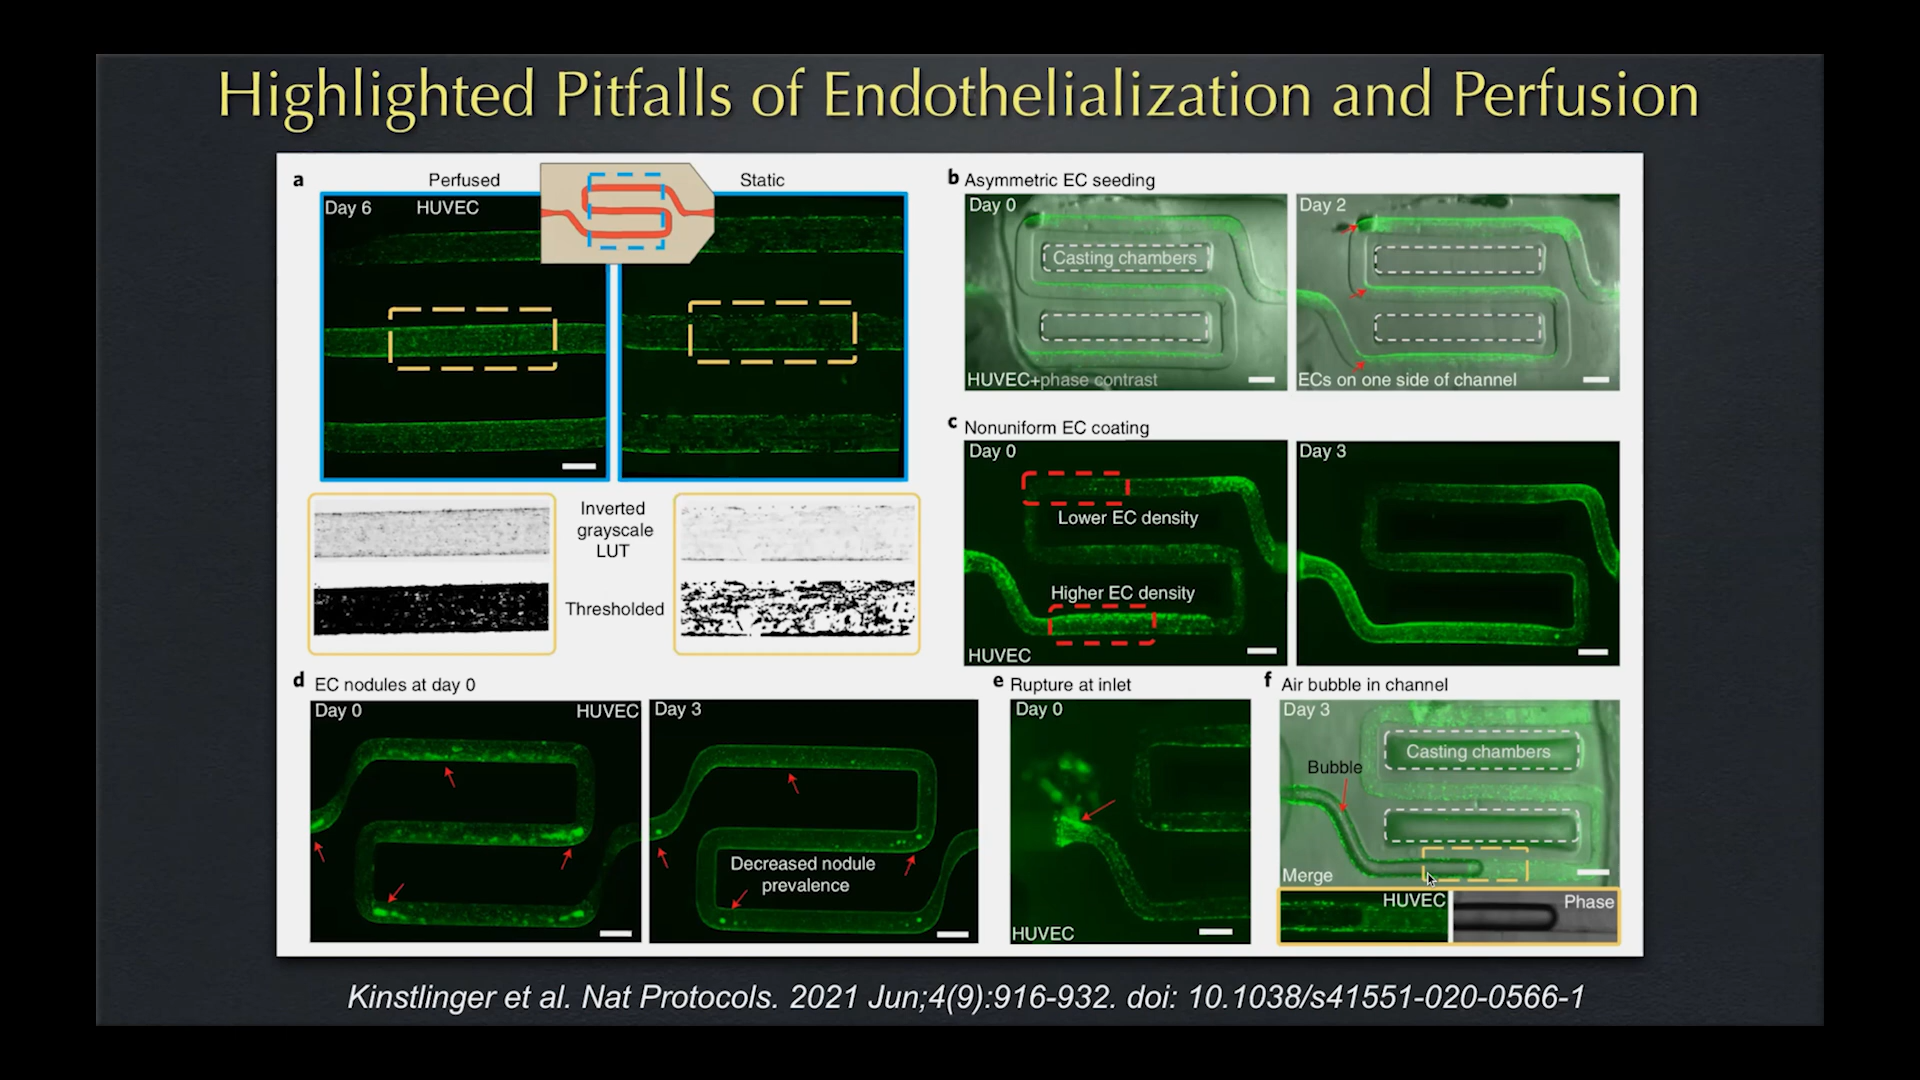 Highlighted Pitfalls of Endothelialization and Perfusion
a
Perfused
Static
Day 6
HUVEC
Inverted
grayscale
LUT
Thresholded
b Asymmetric EC seeding
Day 0
Casting chambers
HUVEC+phase contrast
Day 2
ECs on one side of channel
c Nonuniform EC coating
Day 0
Lower EC density
Higher EC density
HUVEC
Day 3
d EC nodules at day 0
Day 0
HUVEC
Day 3
Decreased nodule
prevalence
e Rupture at inlet
Day 0
HUVEC
f Air bubble in channel
Day 3
Casting chambers
Bubble
Merge
HUVEC
Phase
Kinstlinger et al. Nat Protocols. 2021 Jun;4(9):916-932. doi: 10.1038/s41551-020-0566-1